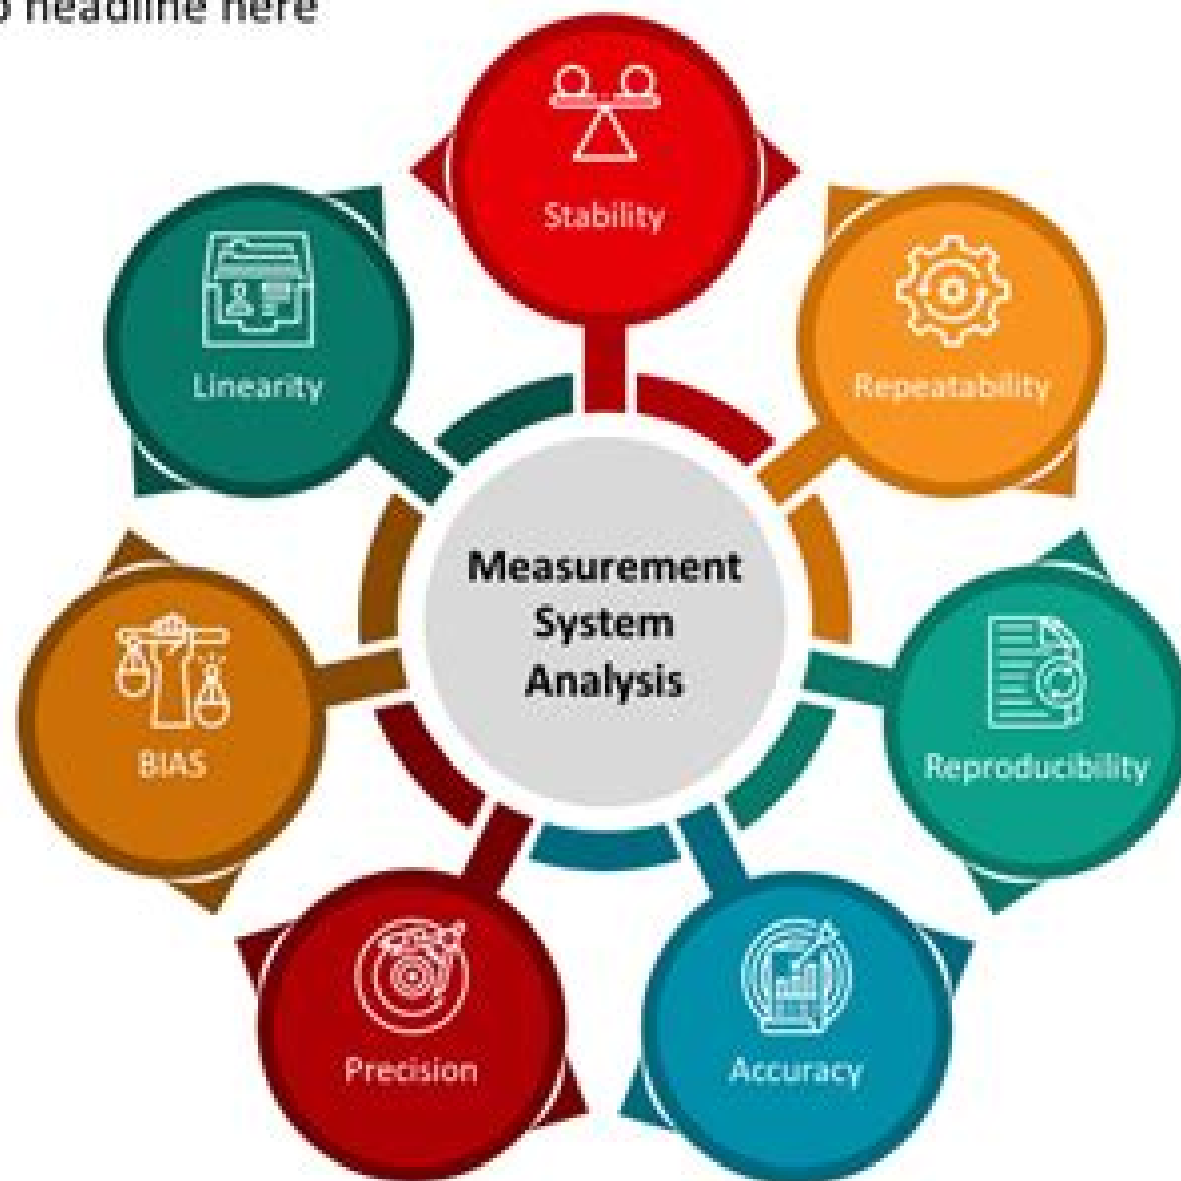 headline here
Stability
Repeatability
Linearity
Measurement
System
Analysis
BIAS
Reproducibility
Precision
Accuracy